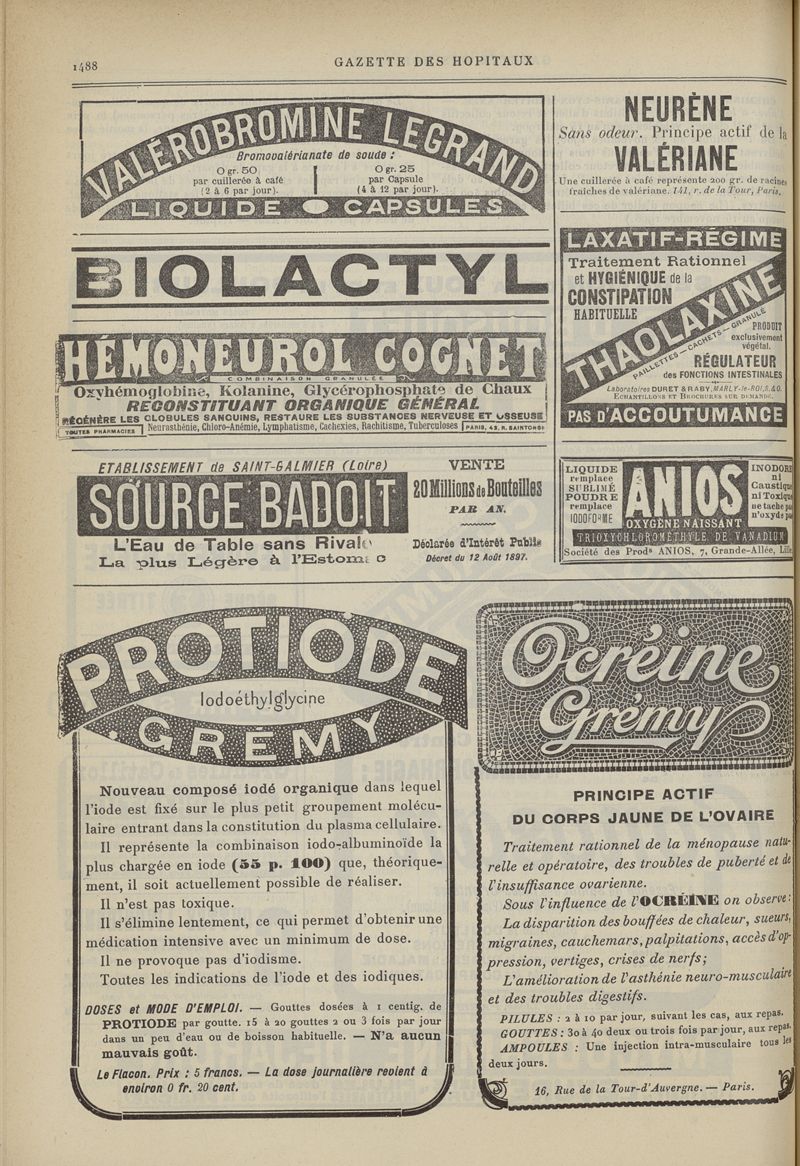 1488
GAZETTE DES HOPITAUX
VALÉROBROMINE LEGRAND
Bromovalérianate de soude :
0 gr. 50
par cuillerée à café
(2 à 6 par jour).
0 gr. 25
par Capsule
(4 à 12 par jour).
LIQUIDE CAPSULES
BIOLACTYL
HÉMONEUROL COGNET
COMBINAISON GRANULÉE
Oxyhémoglobine, Kolanine, Glycérophosphate de Chaux
RECONSTITUANT ORGANIQUE GÉNÉRAL
RÉGÉNÈRE LES GLOBULES SANGUINS, RESTAURE LES SUBSTANCES NERVEUSE ET OSSEUSE
TOUTES PHARMACIES
Neurasthénie, Chloro-Anémie, Lymphatisme, Cachexies, Rachitisme, Tuberculoses
PARIS, 43, R. SAINTONGE
ETABLISSEMENT de SAINT-GALMIER (Loire)
SOURCE BADOIT
L'Eau de Table sans Rivale
La plus Légère à l'Estomac
VENTE
20 Millions de Bouteilles
PAR AN.
Déclarée d'Intérêt Public
Décret du 12 Août 1897.
NEURÈNE
Sans odeur. Principe actif de la
VALÉRIANE
Une cuillerée à café représente 200 gr. de racines
fraîches de valériane. 141, r. de la Tour, Paris.
LAXATIF-RÉGIME
Traitement Rationnel
et HYGIÉNIQUE de la
CONSTIPATION
HABITUELLE
THAOLAXINE
PAILLETTES - CACHETS - GRANULÉ
PRODUIT
exclusivement
végétal.
RÉGULATEUR
des FONCTIONS INTESTINALES
Laboratoires DURET & RABY, MARLY-le-ROI, S.&O.
ECHANTILLONS ET BROCHURES SUR DEMANDE.
PAS D'ACCOUTUMANCE
LIQUIDE
remplace
SUBLIMÉ
POUDRE
remplace
IODOFORME
ANIOS
OXYGÈNE NAISSANT
INODORE
ni
Caustique
ni Toxique
ne tache pas
n'oxyde pas
TRIOXYCHLOROMÉTHYLE DE VANADIUM
Société des Prods ANIOS, 7, Grande-Allée, Lille
PROTIODE
Iodoéthylglycine
GRÉMY
Nouveau composé iodé organique dans lequel
l'iode est fixé sur le plus petit groupement molécu-
laire entrant dans la constitution du plasma cellulaire.
Il représente la combinaison iodo-albuminoïde la
plus chargée en iode (55 p. 100) que, théorique-
ment, il soit actuellement possible de réaliser.
Il n'est pas toxique.
Il s'élimine lentement, ce qui permet d'obtenir une
médication intensive avec un minimum de dose.
Il ne provoque pas d'iodisme.
Toutes les indications de l'iode et des iodiques.
DOSES et MODE D'EMPLOI. — Gouttes dosées à 1 centig. de
PROTIODE par goutte. 15 à 20 gouttes 2 ou 3 fois par jour
dans un peu d'eau ou de boisson habituelle. — N'a aucun
mauvais goût.
Le Flacon. Prix : 5 francs. — La dose journalière revient à
environ 0 fr. 20 cent.
Ocréine
Grémy
PRINCIPE ACTIF
DU CORPS JAUNE DE L'OVAIRE
Traitement rationnel de la ménopause natu-
relle et opératoire, des troubles de puberté et de
l'insuffisance ovarienne.
Sous l'influence de l'OCRÉINE on observe :
La disparition des bouffées de chaleur, sueurs,
migraines, cauchemars, palpitations, accès d'op-
pression, vertiges, crises de nerfs ;
L'amélioration de l'asthénie neuro-musculaire
et des troubles digestifs.
PILULES : 2 à 10 par jour, suivant les cas, aux repas.
GOUTTES : 30 à 40 deux ou trois fois par jour, aux repas.
AMPOULES : Une injection intra-musculaire tous les
deux jours.
16, Rue de la Tour-d'Auvergne. — Paris.